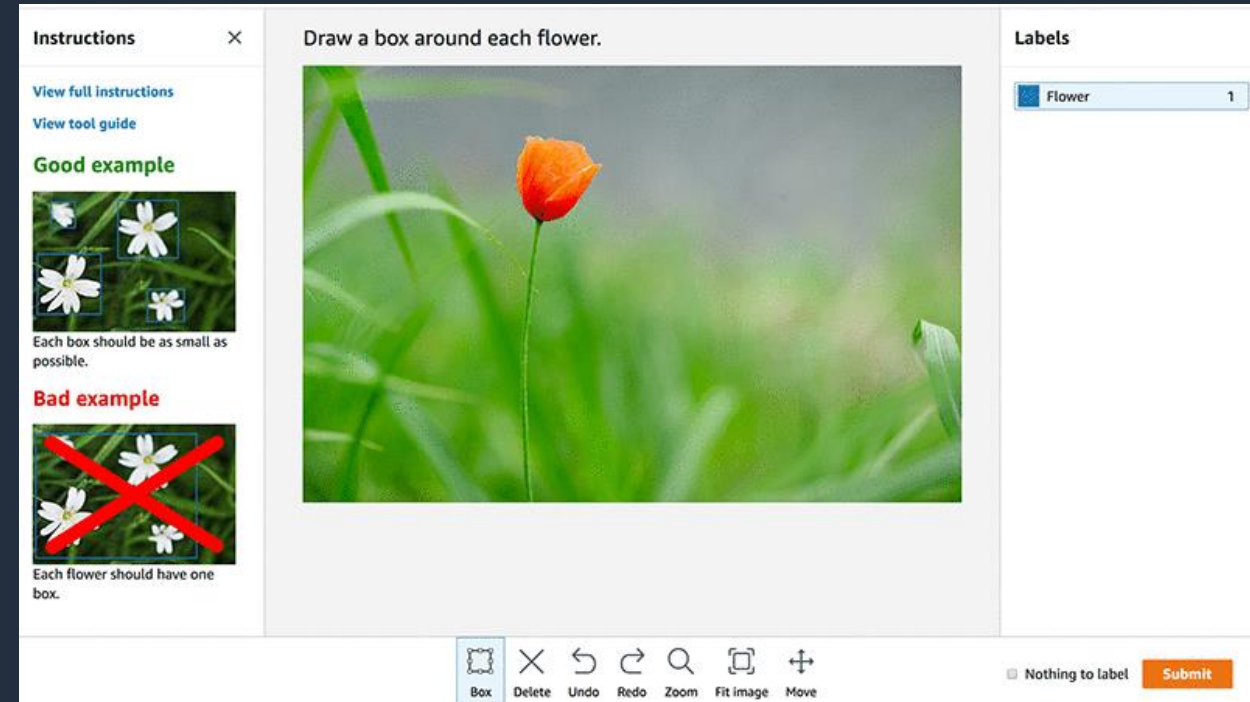 Instructions
View full instructions
View tool guide
Good example
Each box should be as small as
possible.
Bad example
Each flower should have one
box.
Draw a box around each flower.
Labels
Flower 1
Box Delete Undo Redo Zoom Fit image Move
Nothing to label Submit